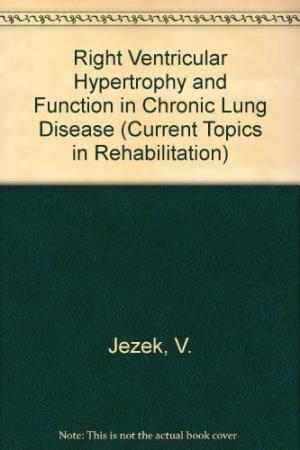 Right Ventricular
Hypertrophy and
Function in Chronic Lung
Disease (Current Topics
in Rehabilitation)
Jezek, V.
Note: This is not the actual book cover